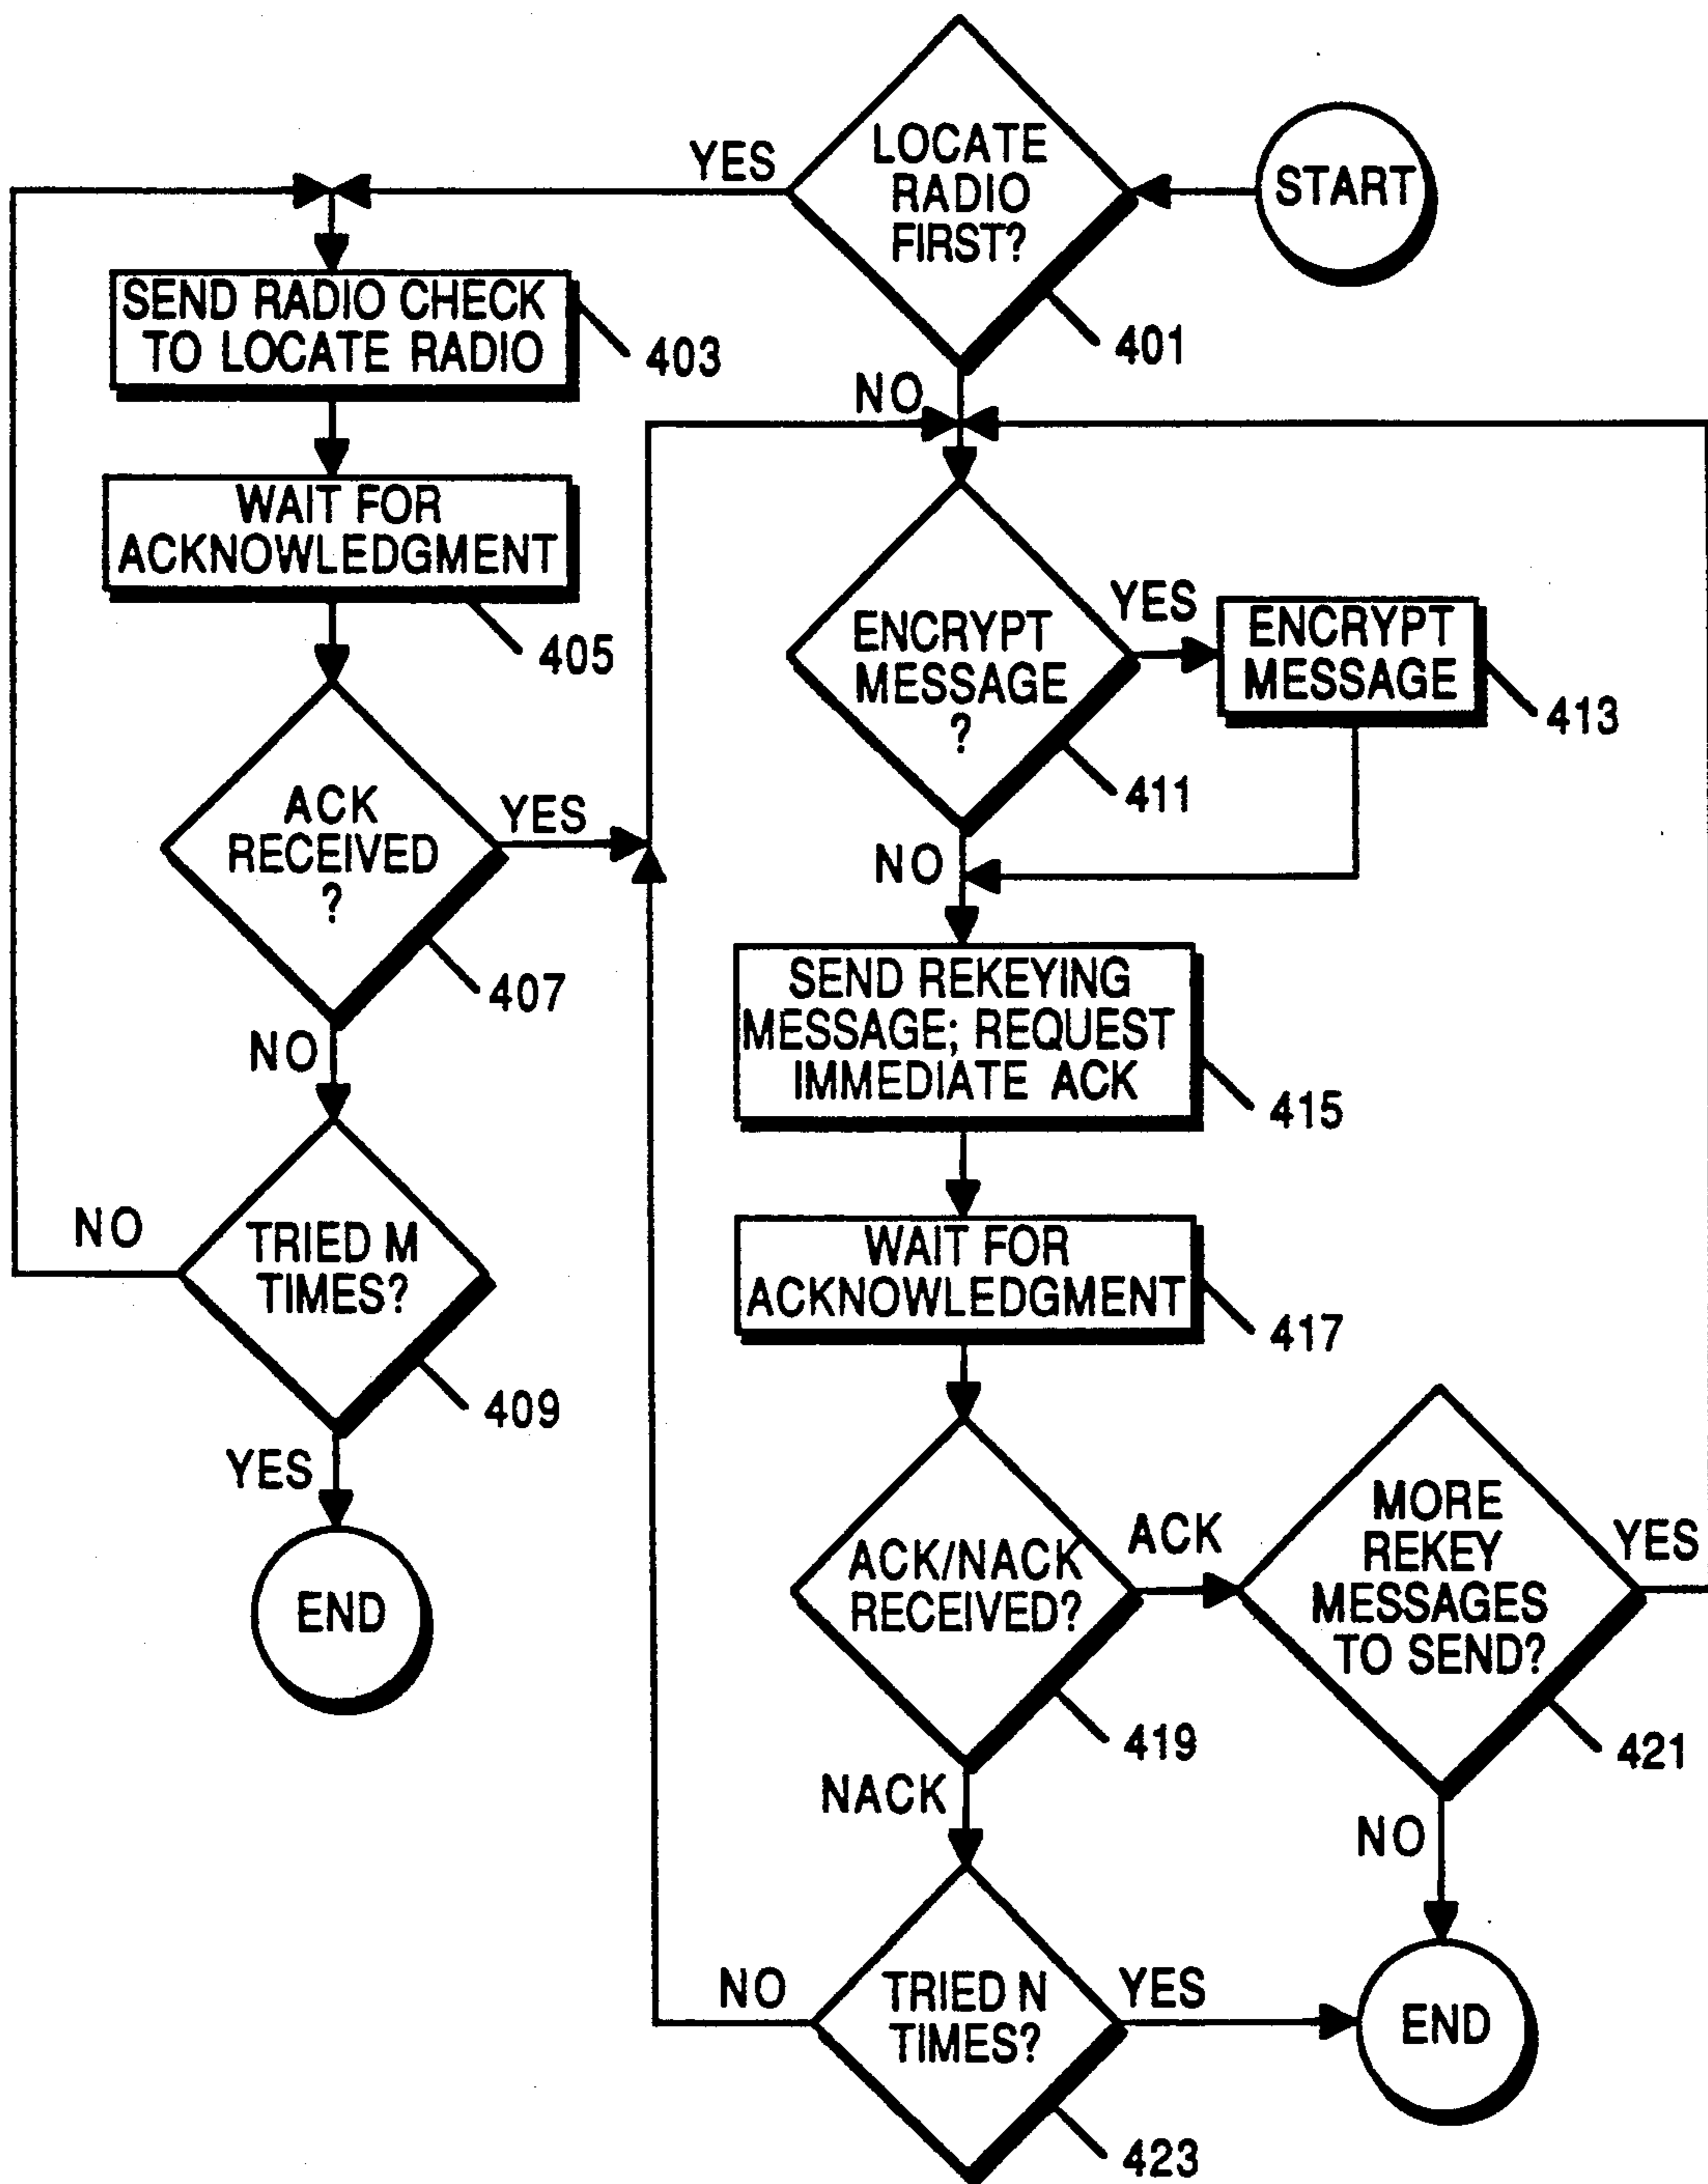 START
LOCATE
RADIO
FIRST?
401
YES
NO
SEND RADIO CHECK
TO LOCATE RADIO
403
WAIT FOR
ACKNOWLEDGMENT
405
ACK
RECEIVED
?
407
YES
NO
TRIED M
TIMES?
409
NO
YES
END
ENCRYPT
MESSAGE
?
411
YES
ENCRYPT
MESSAGE
413
NO
SEND REKEYING
MESSAGE; REQUEST
IMMEDIATE ACK
415
WAIT FOR
ACKNOWLEDGMENT
417
ACK/NACK
RECEIVED?
419
ACK
MORE
REKEY
MESSAGES
TO SEND?
421
YES
NO
NACK
TRIED N
TIMES?
423
NO
YES
END